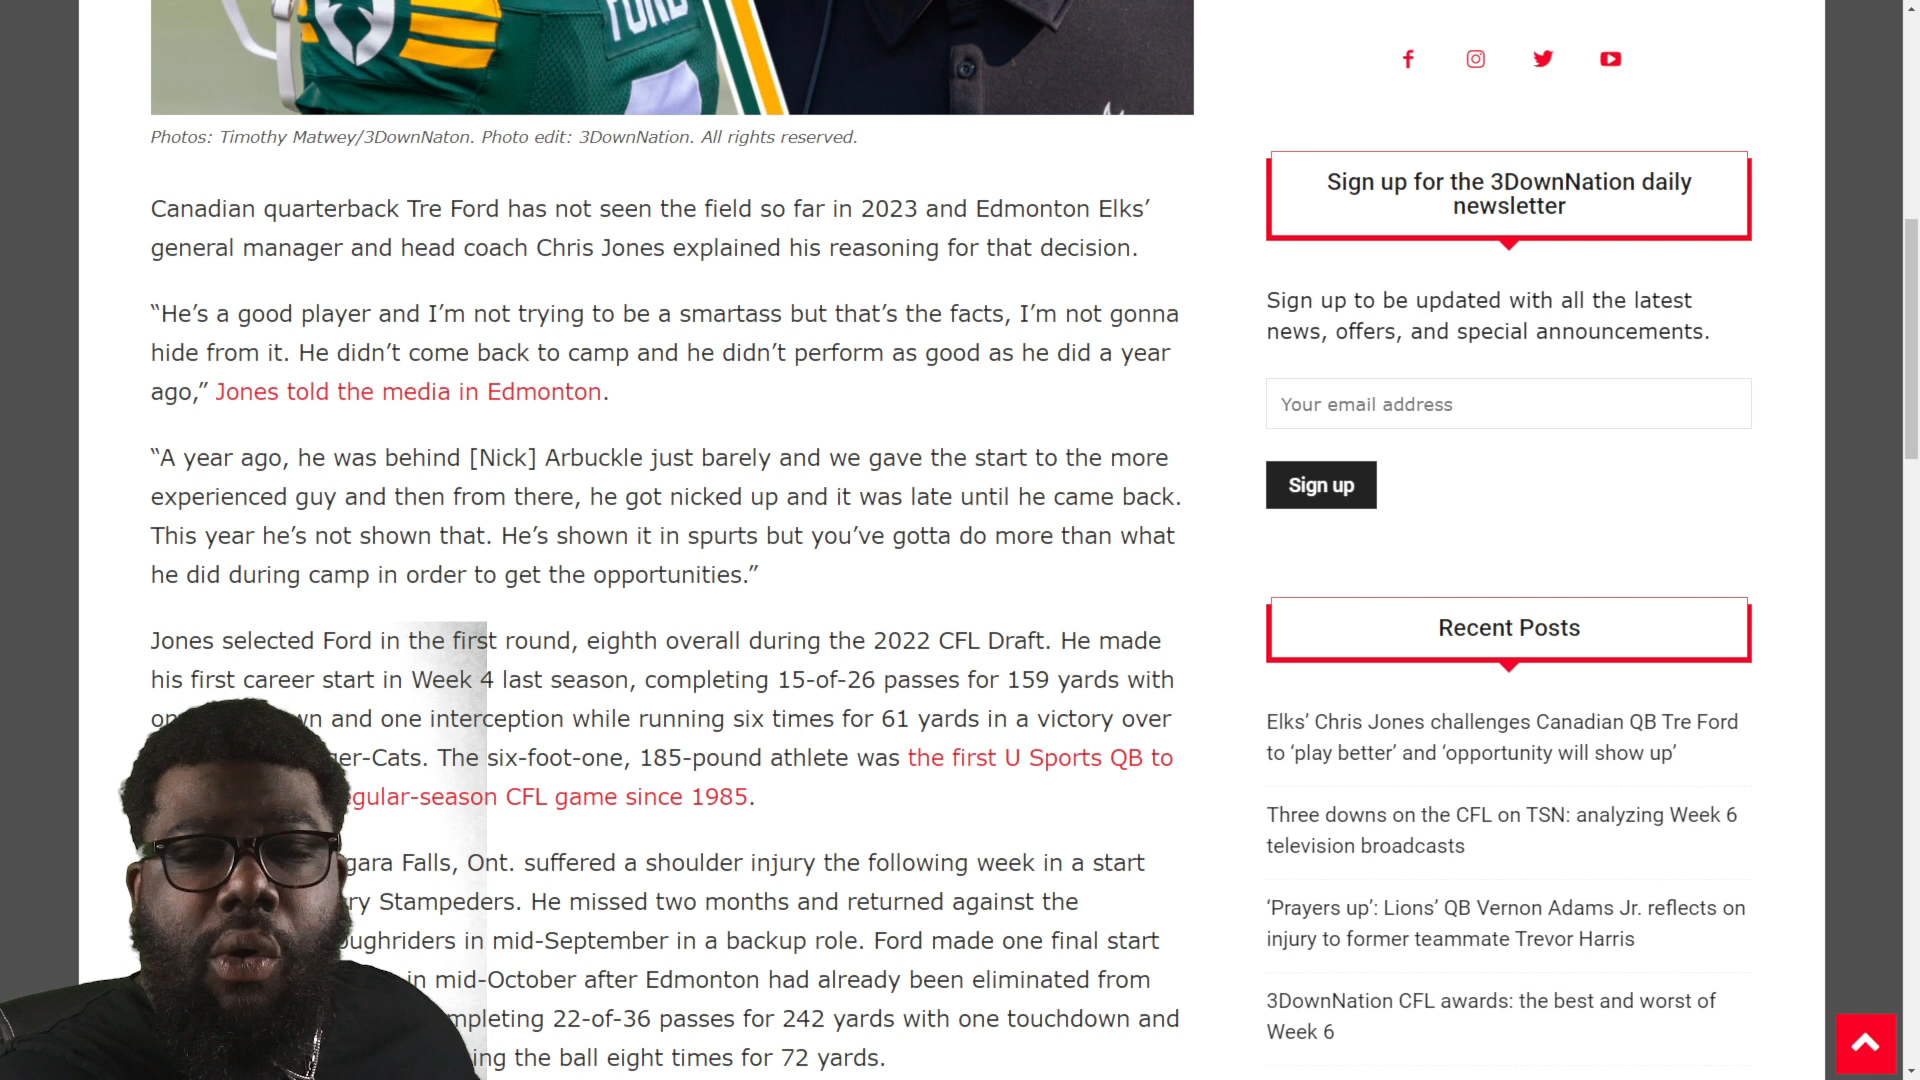 FORD
Photos: Timothy Matwey/3DownNaton. Photo edit: 3DownNation. All rights reserved.
Canadian quarterback Tre Ford has not seen the field so far in 2023 and Edmonton Elks’
general manager and head coach Chris Jones explained his reasoning for that decision.
“He’s a good player and I’m not trying to be a smartass but that’s the facts, I’m not gonna
hide from it. He didn’t come back to camp and he didn’t perform as good as he did a year
ago,” Jones told the media in Edmonton.
“A year ago, he was behind [Nick] Arbuckle just barely and we gave the start to the more
experienced guy and then from there, he got nicked up and it was late until he came back.
This year he’s not shown that. He’s shown it in spurts but you’ve gotta do more than what
he did during camp in order to get the opportunities.”
Jones selected Ford in the first round, eighth overall during the 2022 CFL Draft. He made
his first career start in Week 4 last season, completing 15-of-26 passes for 159 yards with
and one interception while running six times for 61 yards in a victory over
er-Cats. The six-foot-one, 185-pound athlete was the first U Sports QB to
gular-season CFL game since 1985.
gara Falls, Ont. suffered a shoulder injury the following week in a start
ry Stampeders. He missed two months and returned against the
oughriders in mid-September in a backup role. Ford made one final start
in mid-October after Edmonton had already been eliminated from
mpleting 22-of-36 passes for 242 yards with one touchdown and
ing the ball eight times for 72 yards.
Sign up for the 3DownNation daily
newsletter
Sign up to be updated with all the latest
news, offers, and special announcements.
Your email address
Sign up
Recent Posts
Elks’ Chris Jones challenges Canadian QB Tre Ford
to ‘play better’ and ‘opportunity will show up’
Three downs on the CFL on TSN: analyzing Week 6
television broadcasts
‘Prayers up’: Lions’ QB Vernon Adams Jr. reflects on
injury to former teammate Trevor Harris
3DownNation CFL awards: the best and worst of
Week 6